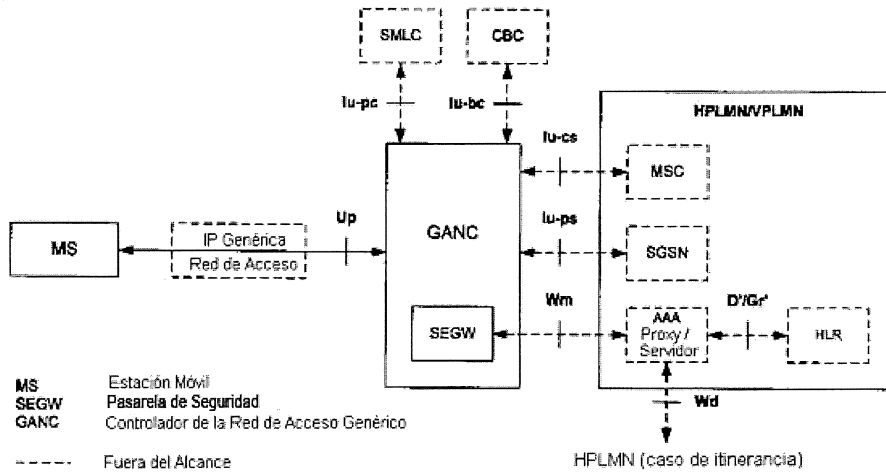 SMLC
CBC
Iu-pc
Iu-bc
HPLMN/VPLMN
Iu-cs
MSC
Up
IP Genérica
GANC
Iu-ps
MS
Red de Acceso
SGSN
Wm
D'/Gr'
SEGW
AAA
Proxy /
Servidor
HLR
MS Estación Móvil
SEGW Pasarela de Seguridad
GANC Controlador de la Red de Acceso Genérico
Wd
Fuera del Alcance
HPLMN (caso de itinerancia)